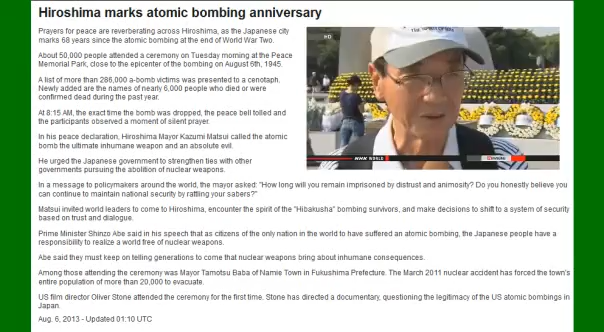 Hiroshima marks atomic bombing anniversary
Prayers for peace are reverberating across Hiroshima, as the Japanese city
marks 68 years since the atomic bombing at the end of World War Two.
About 50,000 people attended a ceremony on Tuesday morning at the Peace
Memorial Park, close to the epicenter of the bombing on August 6th, 1945.
A list of more than 286,000 a-bomb victims was presented to a cenotaph.
Newly added are the names of nearly 6,000 people who died or were
confirmed dead during the past year.
At 8:15 AM, the exact time the bomb was dropped, the peace bell tolled and
the participants observed a moment of silent prayer.
In his peace declaration, Hiroshima Mayor Kazumi Matsui called the atomic
bomb the ultimate inhumane weapon and an absolute evil.
He urged the Japanese government to strengthen ties with other
governments pursuing the abolition of nuclear weapons.
In a message to policymakers around the world, the mayor asked: "How long will you remain imprisoned by distrust and animosity? Do you honestly believe you
can continue to maintain national security by rattling your sabers?"
Matsui invited world leaders to come to Hiroshima, encounter the spirit of the "Hibakusha" bombing survivors, and make decisions to shift to a system of security
based on trust and dialogue.
Prime Minister Shinzo Abe said in his speech that as citizens of the only nation in the world to have suffered an atomic bombing, the Japanese people have a
responsibility to realize a world free of nuclear weapons.
Abe said they must keep on telling generations to come that nuclear weapons bring about inhumane consequences.
Among those attending the ceremony was Mayor Tamotsu Baba of Namie Town in Fukushima Prefecture. The March 2011 nuclear accident has forced the town's
entire population of more than 20,000 to evacuate.
US film director Oliver Stone attended the ceremony for the first time. Stone has directed a documentary, questioning the legitimacy of the US atomic bombings in
Japan.
Aug. 6, 2013 - Updated 01:10 UTC
HD
NHK WORLD